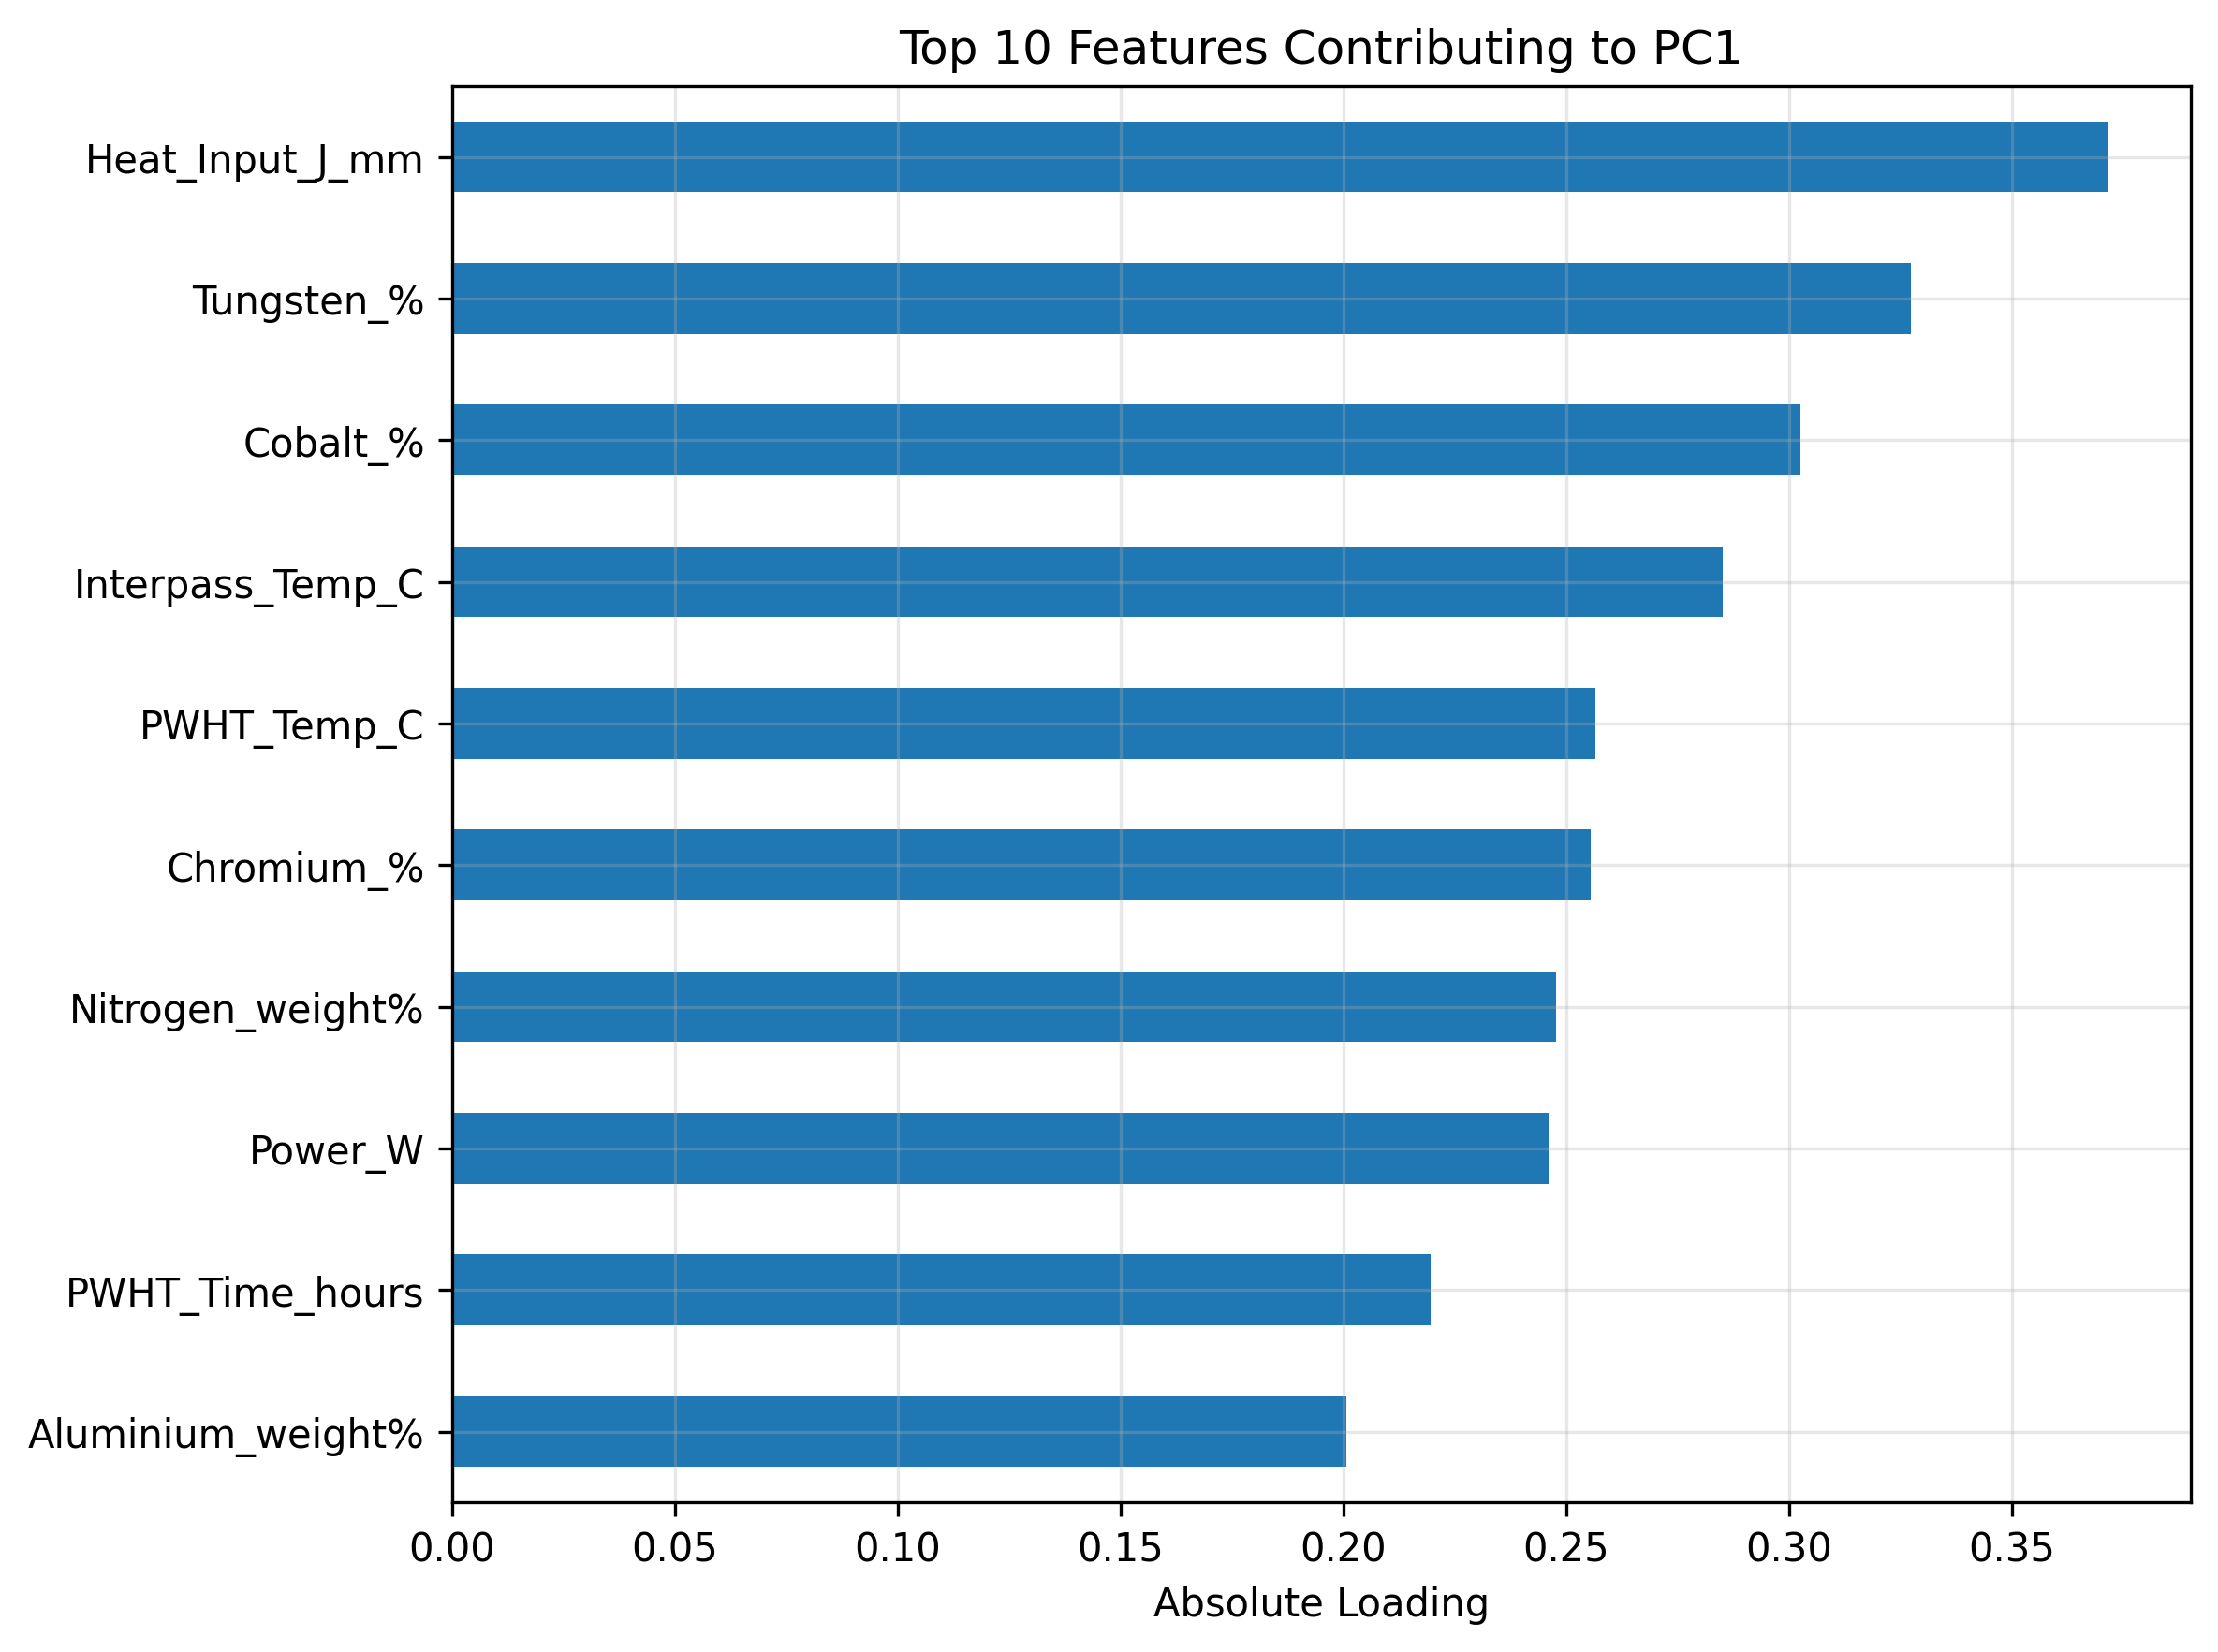 Top 10 Features Contributing to PC1
Heat_Input_J_mm
Tungsten_%
Cobalt_%
Interpass_Temp_C
PWHT_Temp_C
Chromium_%
Nitrogen_weight%
Power_W
PWHT_Time_hours
Aluminium_weight%
0.00 0.05 0.10 0.15 0.20 0.25 0.30 0.35
Absolute Loading